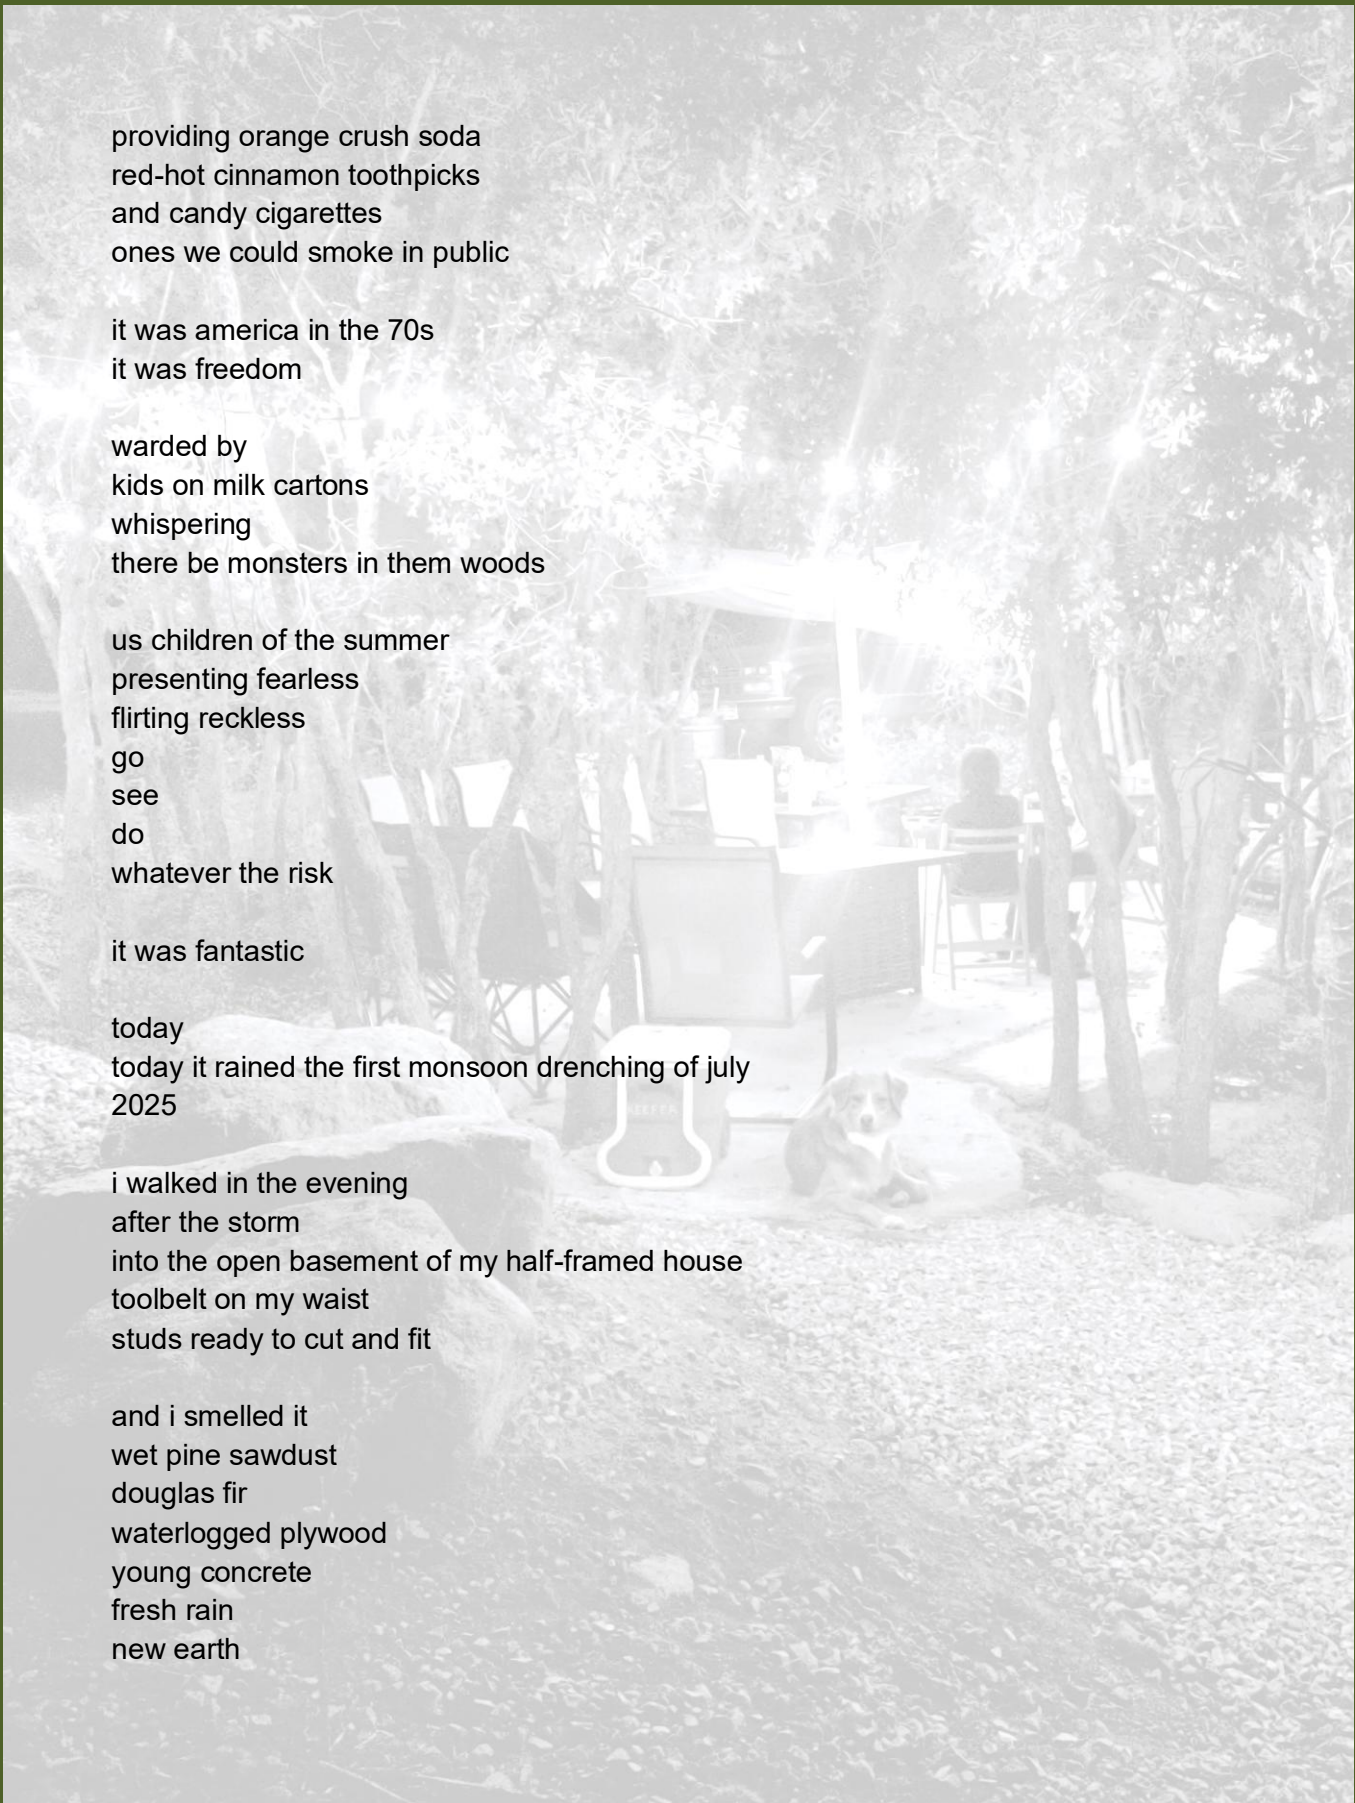 providing orange crush soda
red-hot cinnamon toothpicks
and candy cigarettes
ones we could smoke in public
it was america in the 70s
it was freedom
warded by
kids on milk cartons
whispering
there be monsters in them woods
us children of the summer
presenting fearless
flirting reckless
go
see
do
whatever the risk
it was fantastic
today
today it rained the first monsoon drenching of july
2025
i walked in the evening
after the storm
into the open basement of my half-framed house
toolbelt on my waist
studs ready to cut and fit
and i smelled it
wet pine sawdust
douglas fir
waterlogged plywood
young concrete
fresh rain
new earth